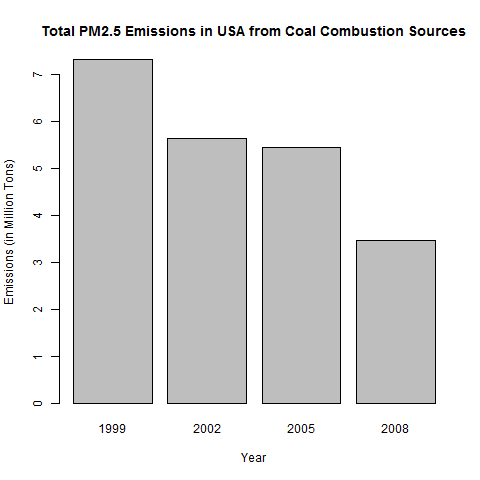 Total PM2.5 Emissions in USA from Coal Combustion Sources
Emissions (in Million Tons)
7
6
5
4
3
2
1
0
1999 2002 2005 2008
Year